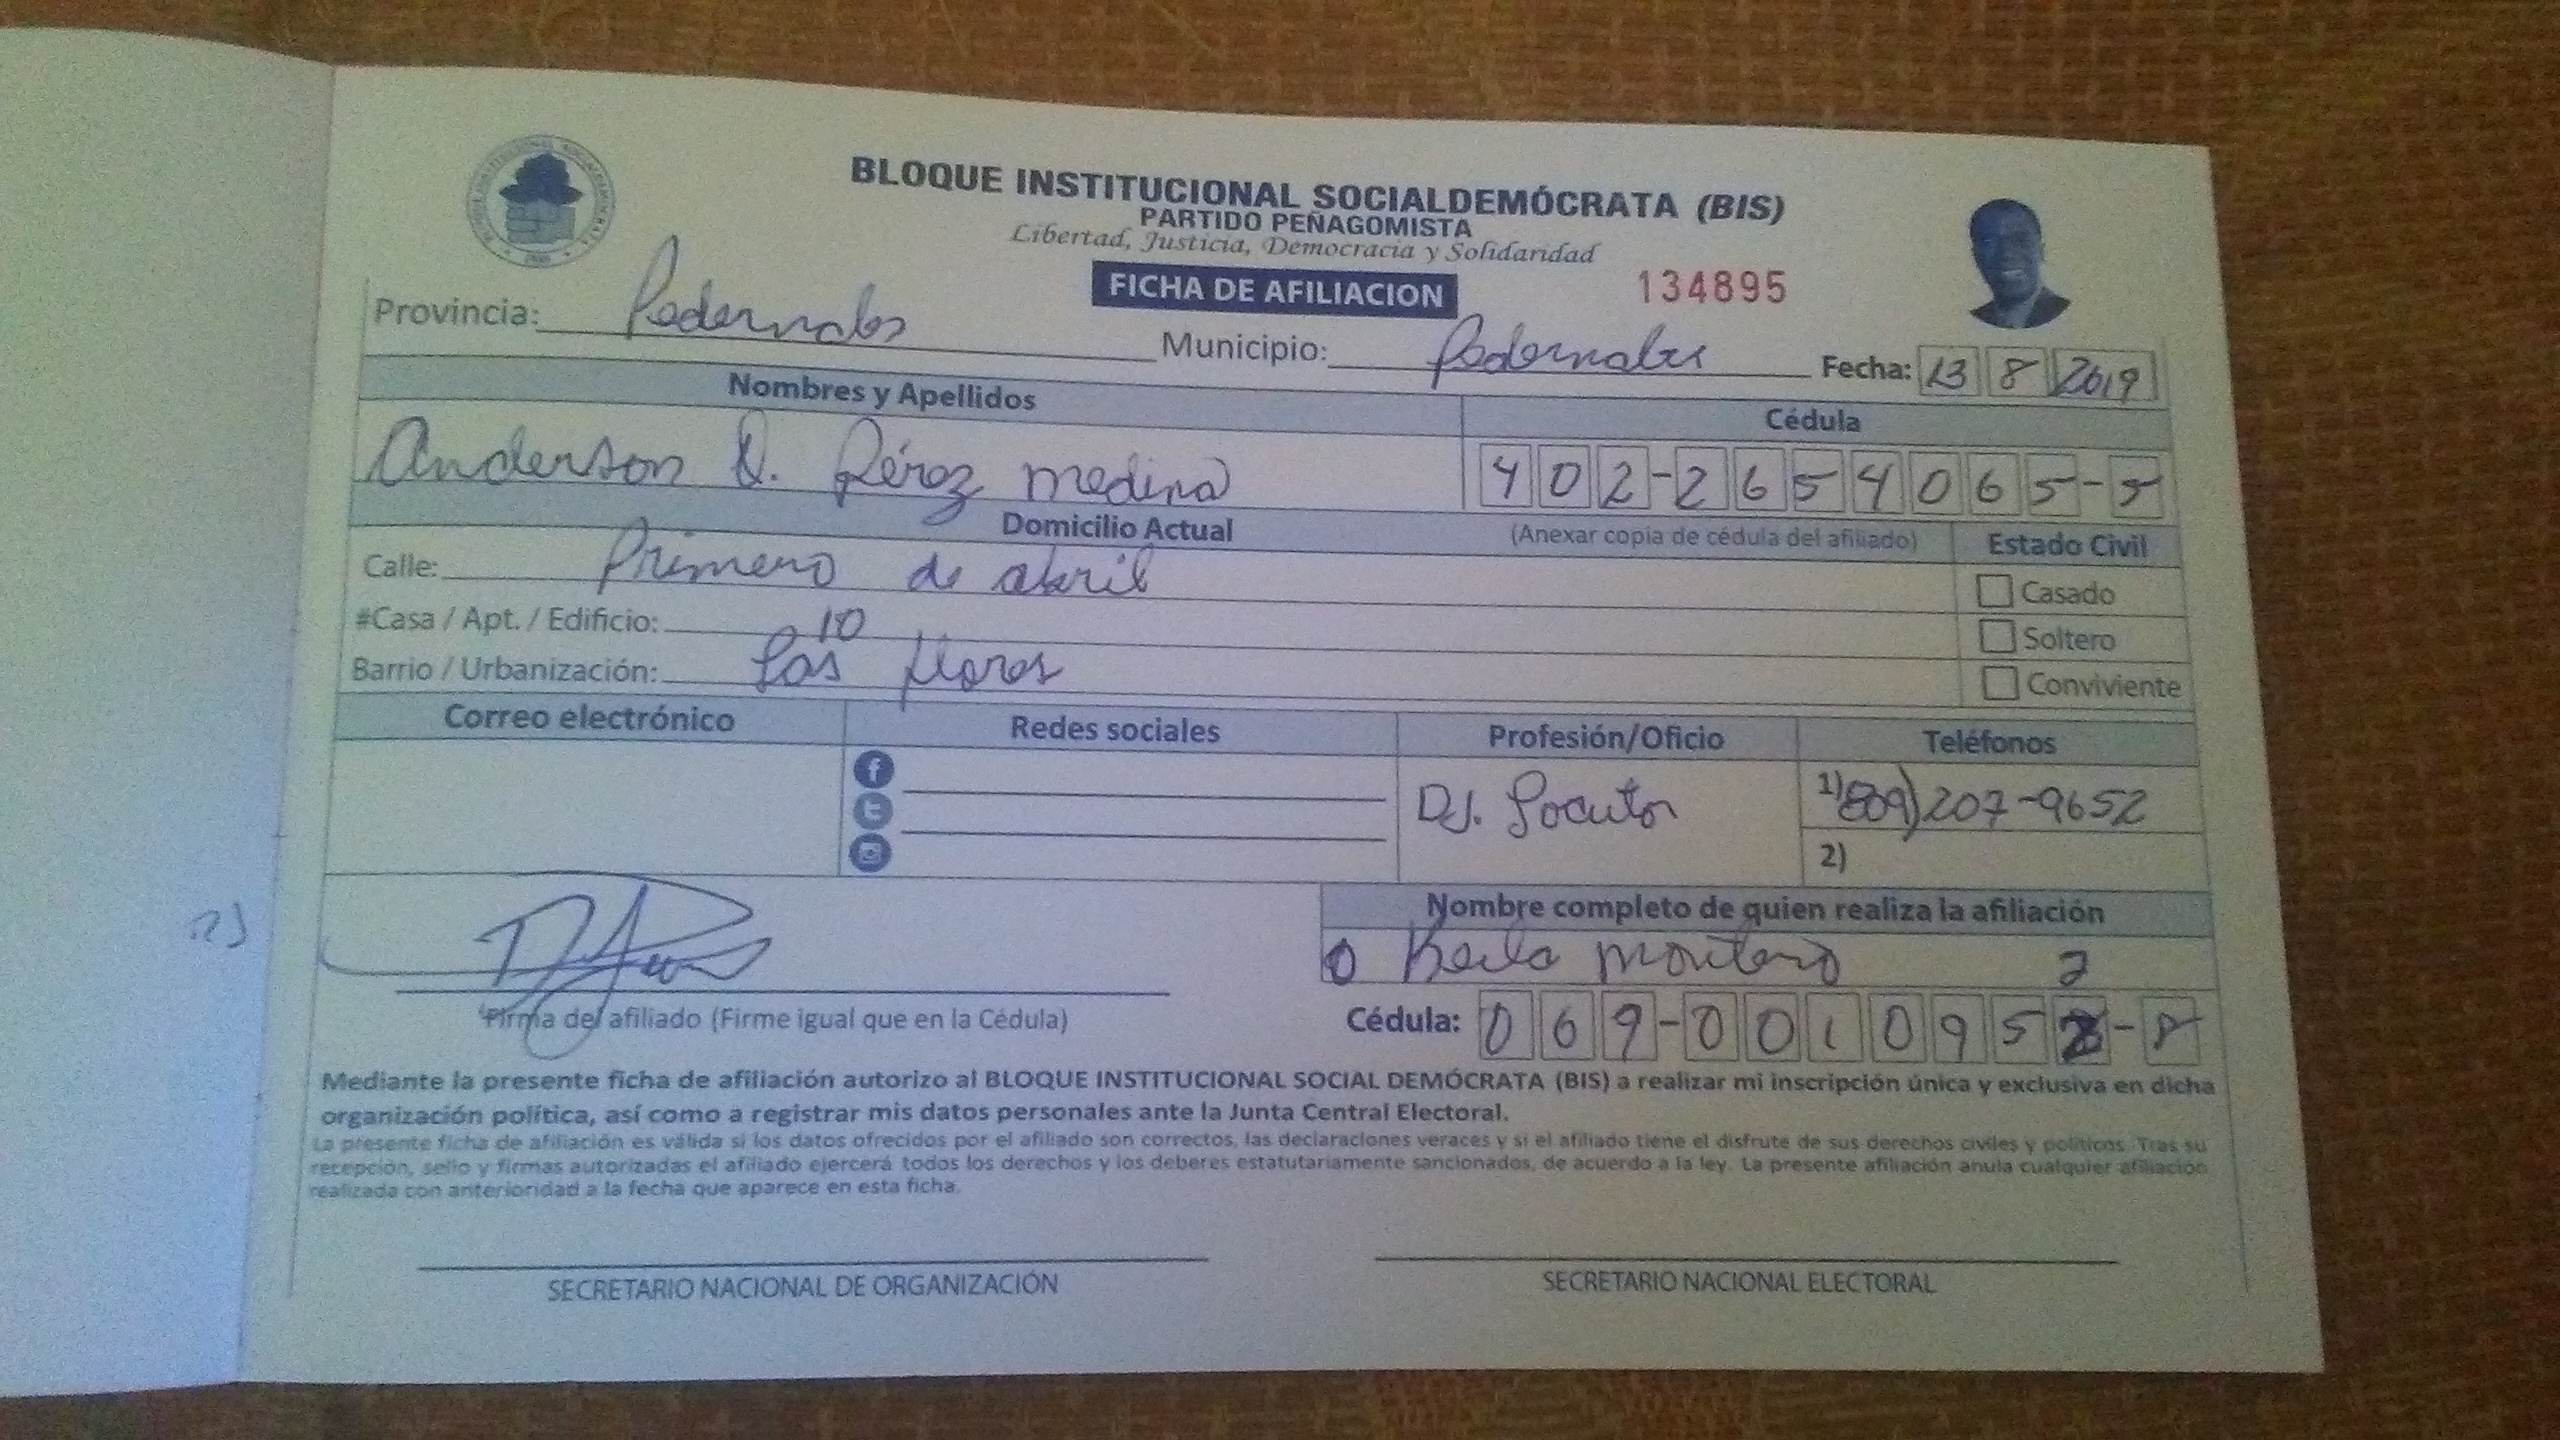 BLOQUE INSTITUCIONAL SOCIALDEMÓCRATA (BIS)
PARTIDO PEÑAGOMISTA
Libertad, Justicia, Democracia y Solidaridad
FICHA DE AFILIACION 134895
Provincia: Pedernales Municipio: Pedernales Fecha: 13 8 2019
Nombres y Apellidos Cédula
Anderson D. Pérez medina 402-2654065-5
Domicilio Actual (Anexar copia de cédula del afiliado) Estado Civil
Calle: Primero de abril Casado
#Casa / Apt. / Edificio: 10 Soltero
Barrio / Urbanización: Las flores Conviviente
Correo electrónico Redes sociales Profesión/Oficio Teléfonos
DJ. Locutor 1) (809) 207-9652
2)
Nombre completo de quien realiza la afiliación
Keila montero 2
Firma del afiliado (Firme igual que en la Cédula) Cédula: 069-0010952-8
Mediante la presente ficha de afiliación autorizo al BLOQUE INSTITUCIONAL SOCIAL DEMÓCRATA (BIS) a realizar mi inscripción única y exclusiva en dicha
organización política, así como a registrar mis datos personales ante la Junta Central Electoral.
La presente ficha de afiliación es válida si los datos ofrecidos por el afiliado son correctos, las declaraciones veraces y si el afiliado tiene el disfrute de sus derechos civiles y políticos. Tras su
recepción, sello y firmas autorizadas el afiliado ejercerá todos los derechos y los deberes estatutariamente sancionados, de acuerdo a la ley. La presente afiliación anula cualquier afiliación
realizada con anterioridad a la fecha que aparece en esta ficha.
SECRETARIO NACIONAL DE ORGANIZACIÓN SECRETARIO NACIONAL ELECTORAL